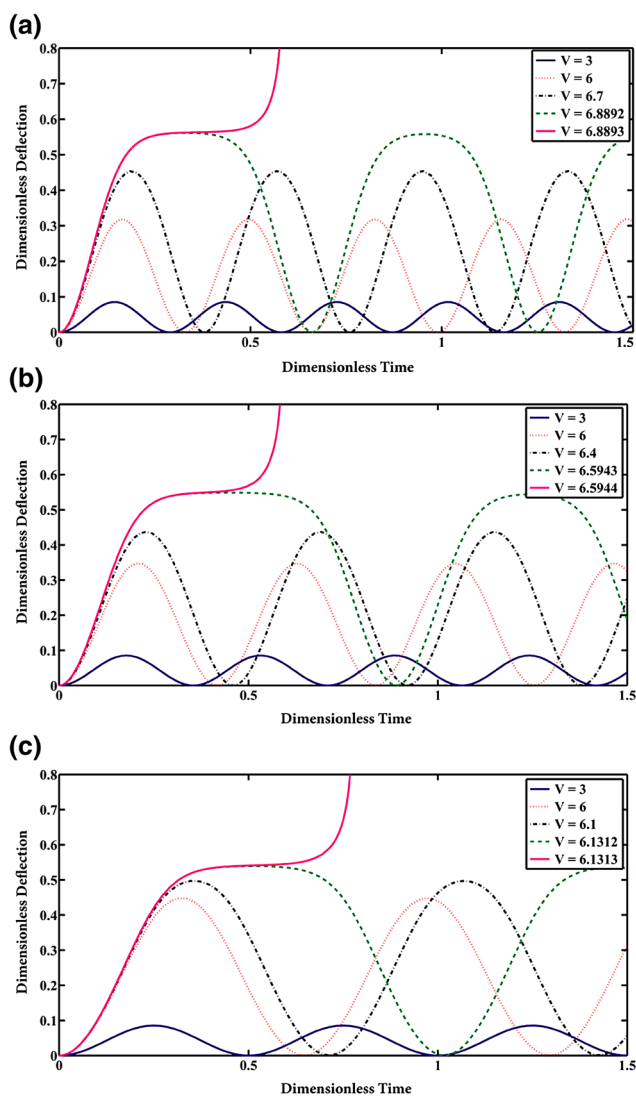 (a)
0.8
0.7
0.6
0.5
0.4
0.3
0.2
0.1
0
Dimensionless Deflection
V = 3
V = 6
V = 6.7
V = 6.8892
V = 6.8893
0 0.5 1 1.5
Dimensionless Time
(b)
0.8
0.7
0.6
0.5
0.4
0.3
0.2
0.1
0
Dimensionless Deflection
V = 3
V = 6
V = 6.4
V = 6.5943
V = 6.5944
0 0.5 1 1.5
Dimensionless Time
(c)
0.8
0.7
0.6
0.5
0.4
0.3
0.2
0.1
0
Dimensionless Deflection
V = 3
V = 6
V = 6.1
V = 6.1312
V = 6.1313
0 0.5 1 1.5
Dimensionless Time